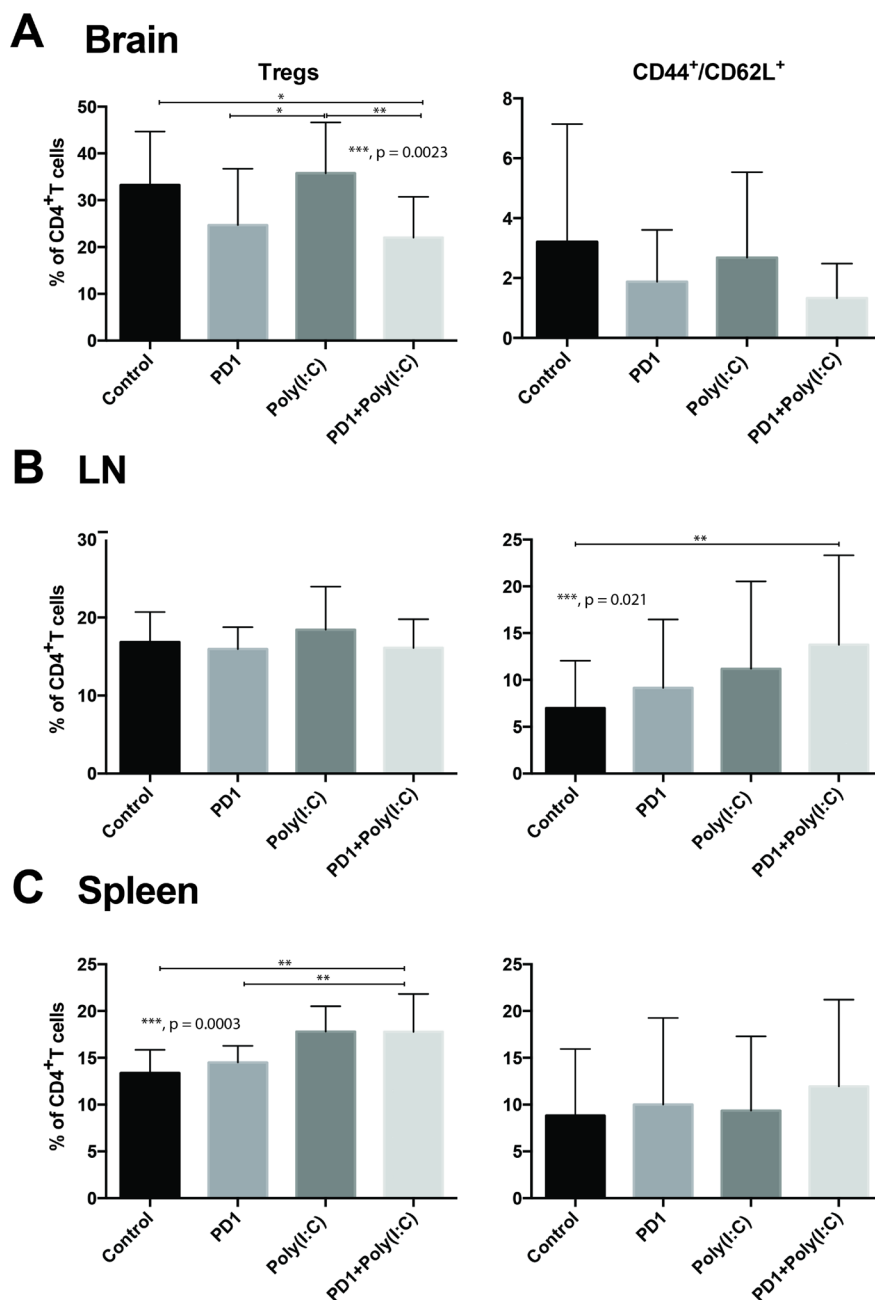 A Brain
Tregs
CD44+/CD62L+
% of CD4+T cells
50
40
30
20
10
0
*
* **
***, p = 0.0023
Control
PD1
Poly(I:C)
PD1+Poly(I:C)
8
6
4
2
0
Control
PD1
Poly(I:C)
PD1+Poly(I:C)
B LN
% of CD4+T cells
30
20
10
0
Control
PD1
Poly(I:C)
PD1+Poly(I:C)
25
20
15
10
5
0
**
***, p = 0.021
Control
PD1
Poly(I:C)
PD1+Poly(I:C)
C Spleen
% of CD4+T cells
25
20
15
10
5
0
**
**
***, p = 0.0003
Control
PD1
Poly(I:C)
PD1+Poly(I:C)
25
20
15
10
5
0
Control
PD1
Poly(I:C)
PD1+Poly(I:C)